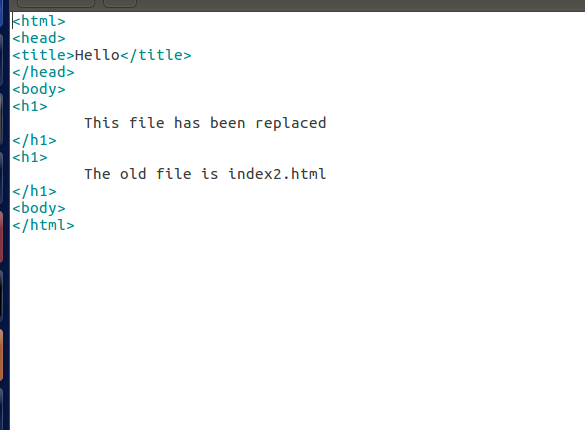 <html>
<head>
<title>Hello</title>
</head>
<body>
<h1>
This file has been replaced
</h1>
<h1>
The old file is index2.html
</h1>
<body>
</html>